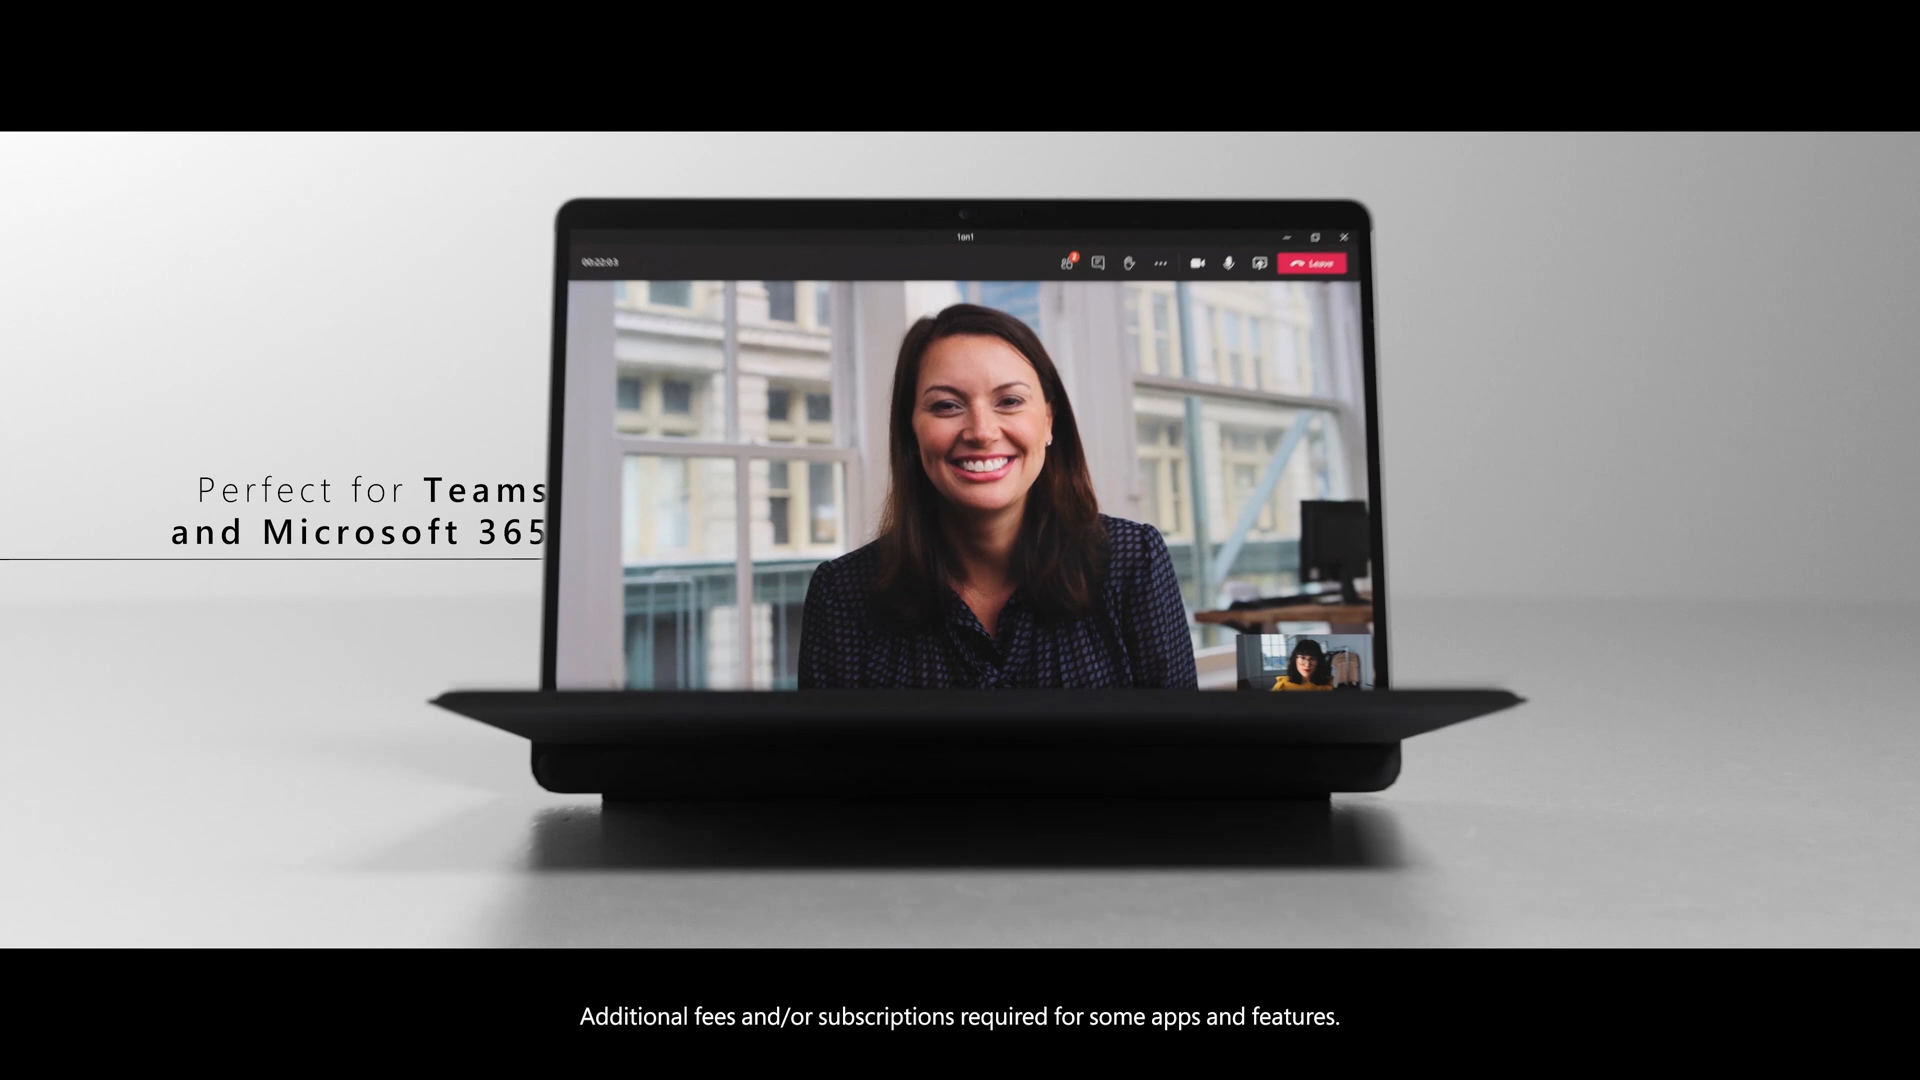 1on1
00:22:03
2
Leave
Perfect for Teams
and Microsoft 365
Additional fees and/or subscriptions required for some apps and features.